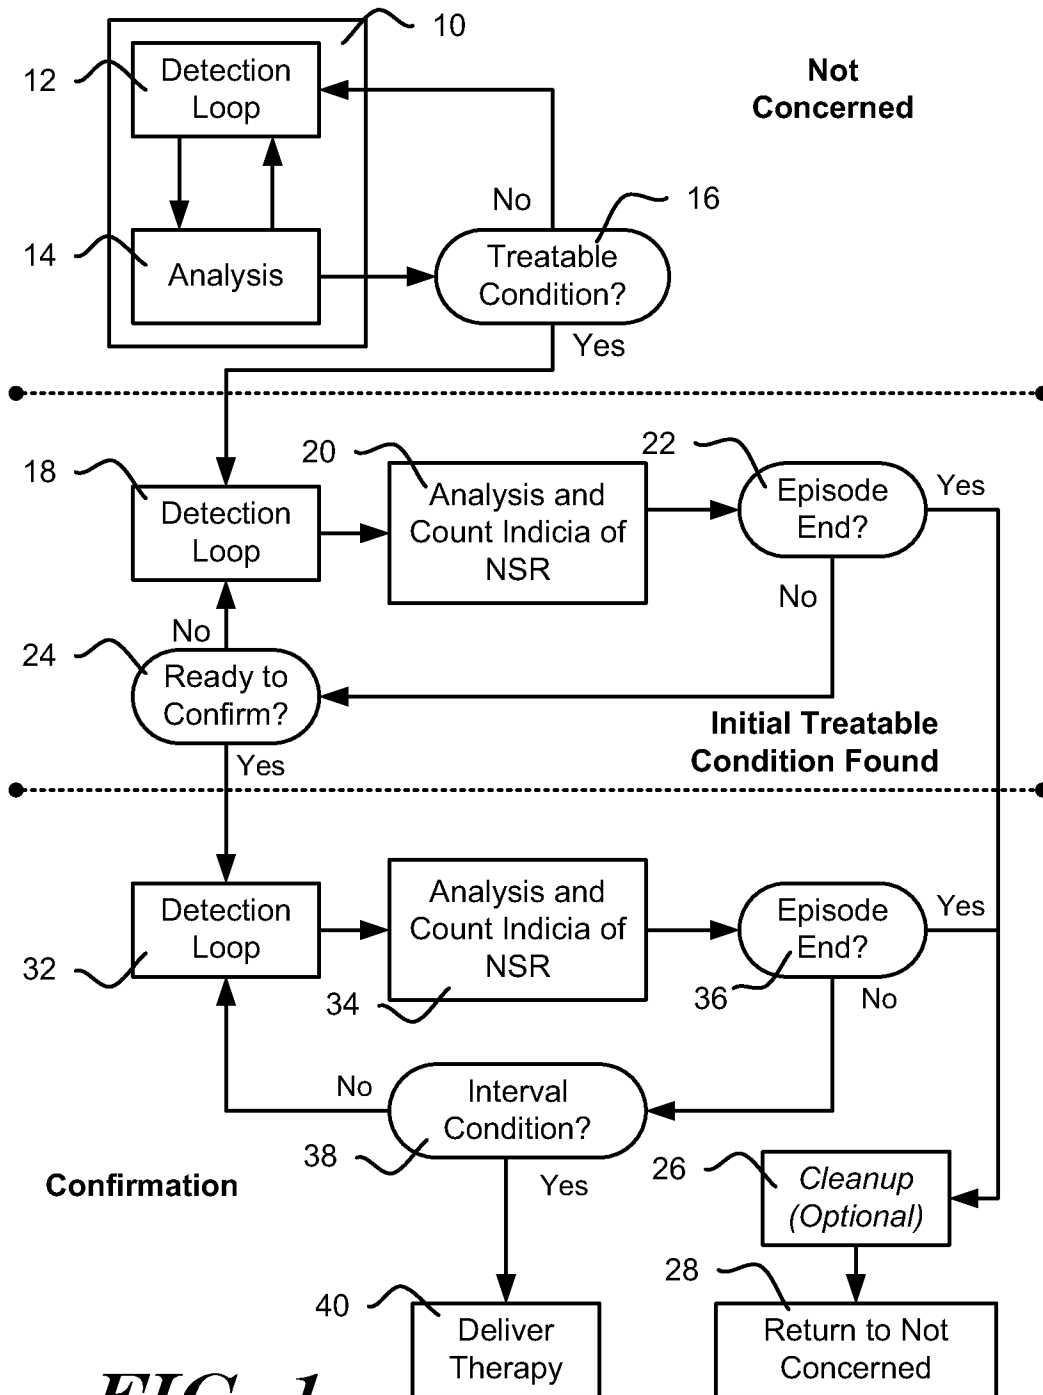 10
12
Detection
Loop
Not
Concerned
No
16
14
Analysis
Treatable
Condition?
Yes
18
Detection
Loop
20
Analysis and
Count Indicia of
NSR
22
Episode
End?
Yes
No
No
24
Ready to
Confirm?
Yes
Initial Treatable
Condition Found
Detection
Loop
32
Analysis and
Count Indicia of
NSR
34
Episode
End?
36
Yes
No
No
Interval
Condition?
38
Yes
Confirmation
26
Cleanup
(Optional)
28
40
Deliver
Therapy
Return to Not
Concerned
FIG. 1